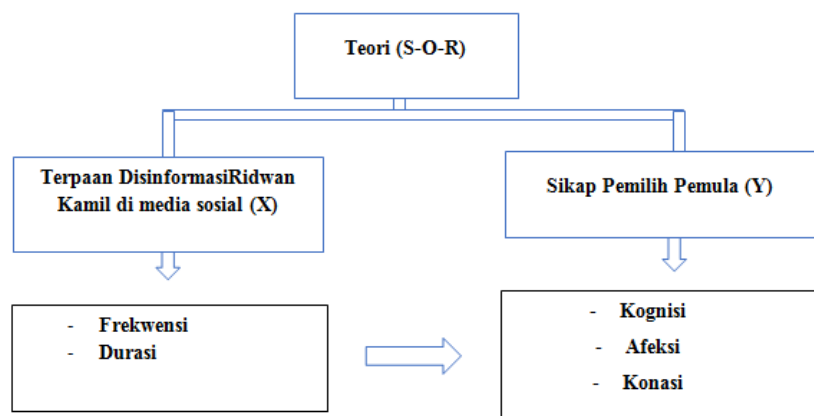 Teori (S-O-R)
Terpaan DisinformasiRidwan
Kamil di media sosial (X)
Sikap Pemilih Pemula (Y)
- Frekwensi
- Durasi
- Kognisi
- Afeksi
- Konasi